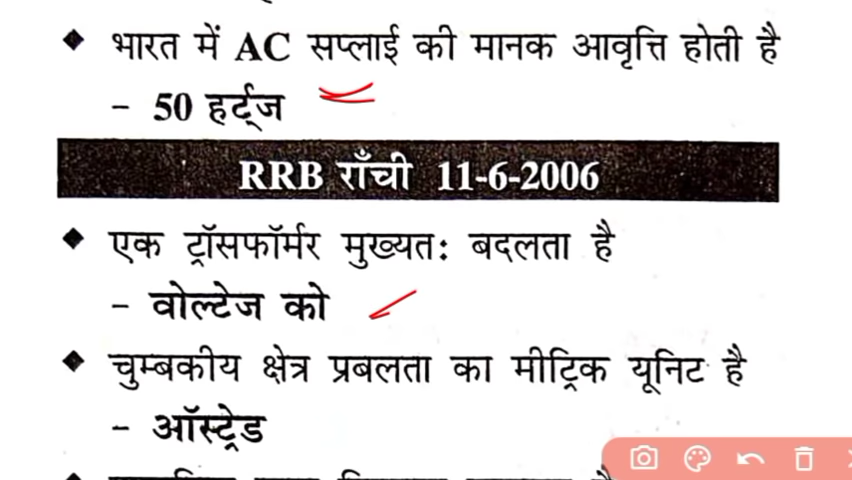 ◆ भारत में AC सप्लाई की मानक आवृत्ति होती है
– 50 हर्ट्ज
RRB राँची 11-6-2006
◆ एक ट्रॉसफॉर्मर मुख्यतः बदलता है
– वोल्टेज को
◆ चुम्बकीय क्षेत्र प्रबलता का मीट्रिक यूनिट है
– ऑस्ट्रेड